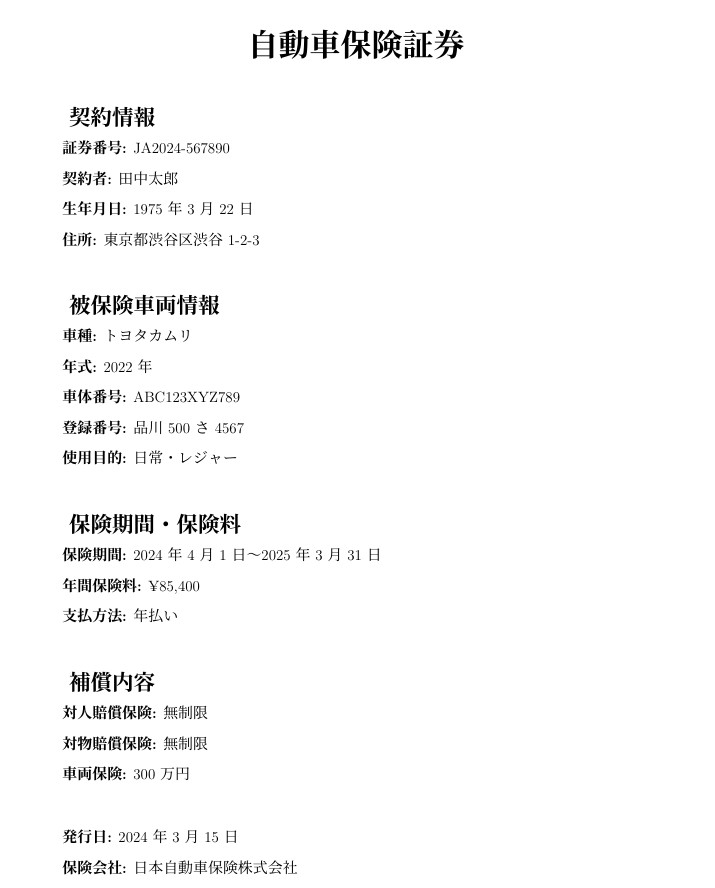 自動車保険証券
契約情報
証券番号: JA2024-567890
契約者: 田中太郎
生年月日: 1975 年 3 月 22 日
住所: 東京都渋谷区渋谷 1-2-3
被保険車両情報
車種: トヨタカムリ
年式: 2022 年
車体番号: ABC123XYZ789
登録番号: 品川 500 さ 4567
使用目的: 日常・レジャー
保険期間・保険料
保険期間: 2024 年 4 月 1 日〜2025 年 3 月 31 日
年間保険料: ¥85,400
支払方法: 年払い
補償内容
対人賠償保険: 無制限
対物賠償保険: 無制限
車両保険: 300 万円
発行日: 2024 年 3 月 15 日
保険会社: 日本自動車保険株式会社